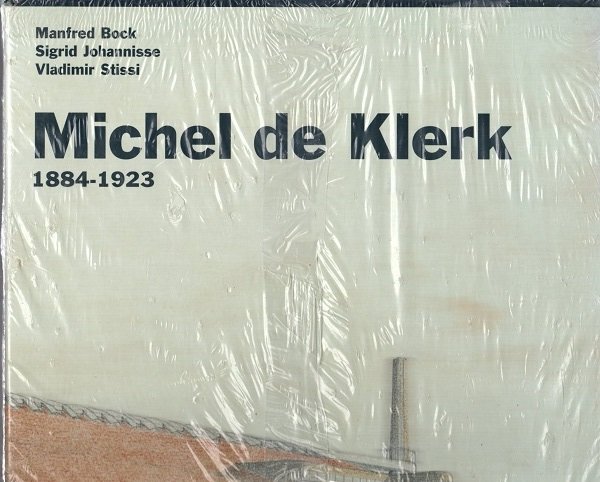 Manfred Bock
Sigrid Johannisse
Vladimir Stissi
Michel de Klerk
1884-1923